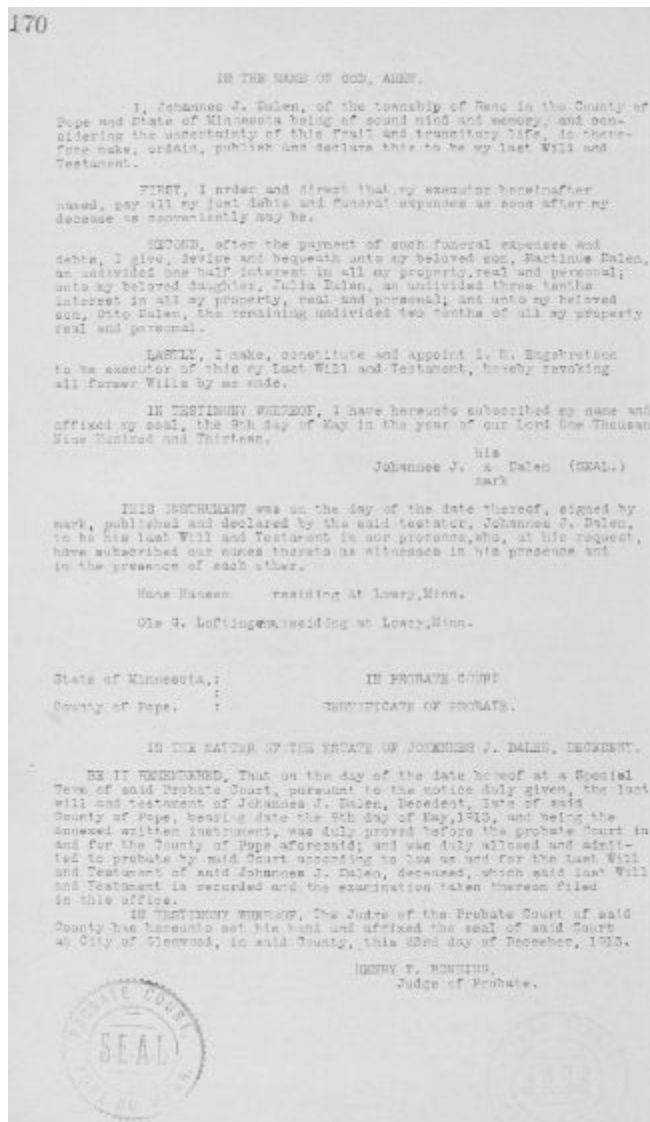 170
IN THE NAME OF GOD, AMEN.
I, Johannes J. Dalen, of the township of Reno in the County of
Pope and State of Minnesota being of sound mind and memory, and con-
sidering the uncertainty of this frail and transitory life, do there-
fore make, ordain, publish and declare this to be my last Will and
Testament.
FIRST, I order and direct that my executor hereinafter
named, pay all my just debts and funeral expenses as soon after my
decease as conveniently may be.
SECOND, after the payment of such funeral expenses and
debts, I give, devise and bequeath unto my beloved son, Martinus Dalen,
an undivided one half interest in all my property, real and personal;
unto my beloved daughter, Julia Dalen, an undivided three tenths
interest in all my property, real and personal; and unto my beloved
son, Otto Dalen, the remaining undivided two tenths of all my property
real and personal.
LASTLY, I make, constitute and appoint I. M. Engebretson
to be executor of this my Last Will and Testament, hereby revoking
all former Wills by me made.
IN TESTIMONY WHEREOF, I have hereunto subscribed my name and
affixed my seal, the 9th day of May in the year of our Lord One Thousan
Nine Hundred and Thirteen.
his
Johannes J. x Dalen (SEAL.)
mark
THIS INSTRUMENT was on the day of the date thereof, signed by
mark, published and declared by the said testator, Johannes J. Dalen,
to be his last Will and Testament in our presence,who, at his request,
have subscribed our names thereto as witnesses in his presence and
in the presence of each other.
Hans Hansen residing at Lowry,Minn.
Ole G. residing at Lowry,Minn.
State of Minnesota,: IN PROBATE COURT
:
County of Pope. : CERTIFICATE OF PROBATE.
IN THE MATTER OF THE ESTATE OF JOHANNES J. DALEN, DECEDENT.
BE IT REMEMBERED, That on the day of the date hereof at a Special
Term of said Probate Court, pursuant to the notice duly given, the last
will and testament of Johannes J. Dalen, Decedent, late of said
County of Pope, bearing date the 9th day of May,1913, and being the
annexed written instrument, was duly proved before the probate Court in
and for the County of Pope aforesaid; and was duly allowed and admit-
ted to probate by said Court according to law as and for the Last Will
and Testament of said Johannes J. Dalen, deceased, which said last Will
and Testament is recorded and the examination taken thereon filed
in this office.
IN TESTIMONY WHEREOF, The Judge of the Probate Court of said
County has hereunto set his hand and affixed the seal of said Court
at City of Glenwood, in said County, this 23rd day of December, 1913.
HENRY T. RONNING,
Judge of Probate.
PROBATE COURT,
SEAL